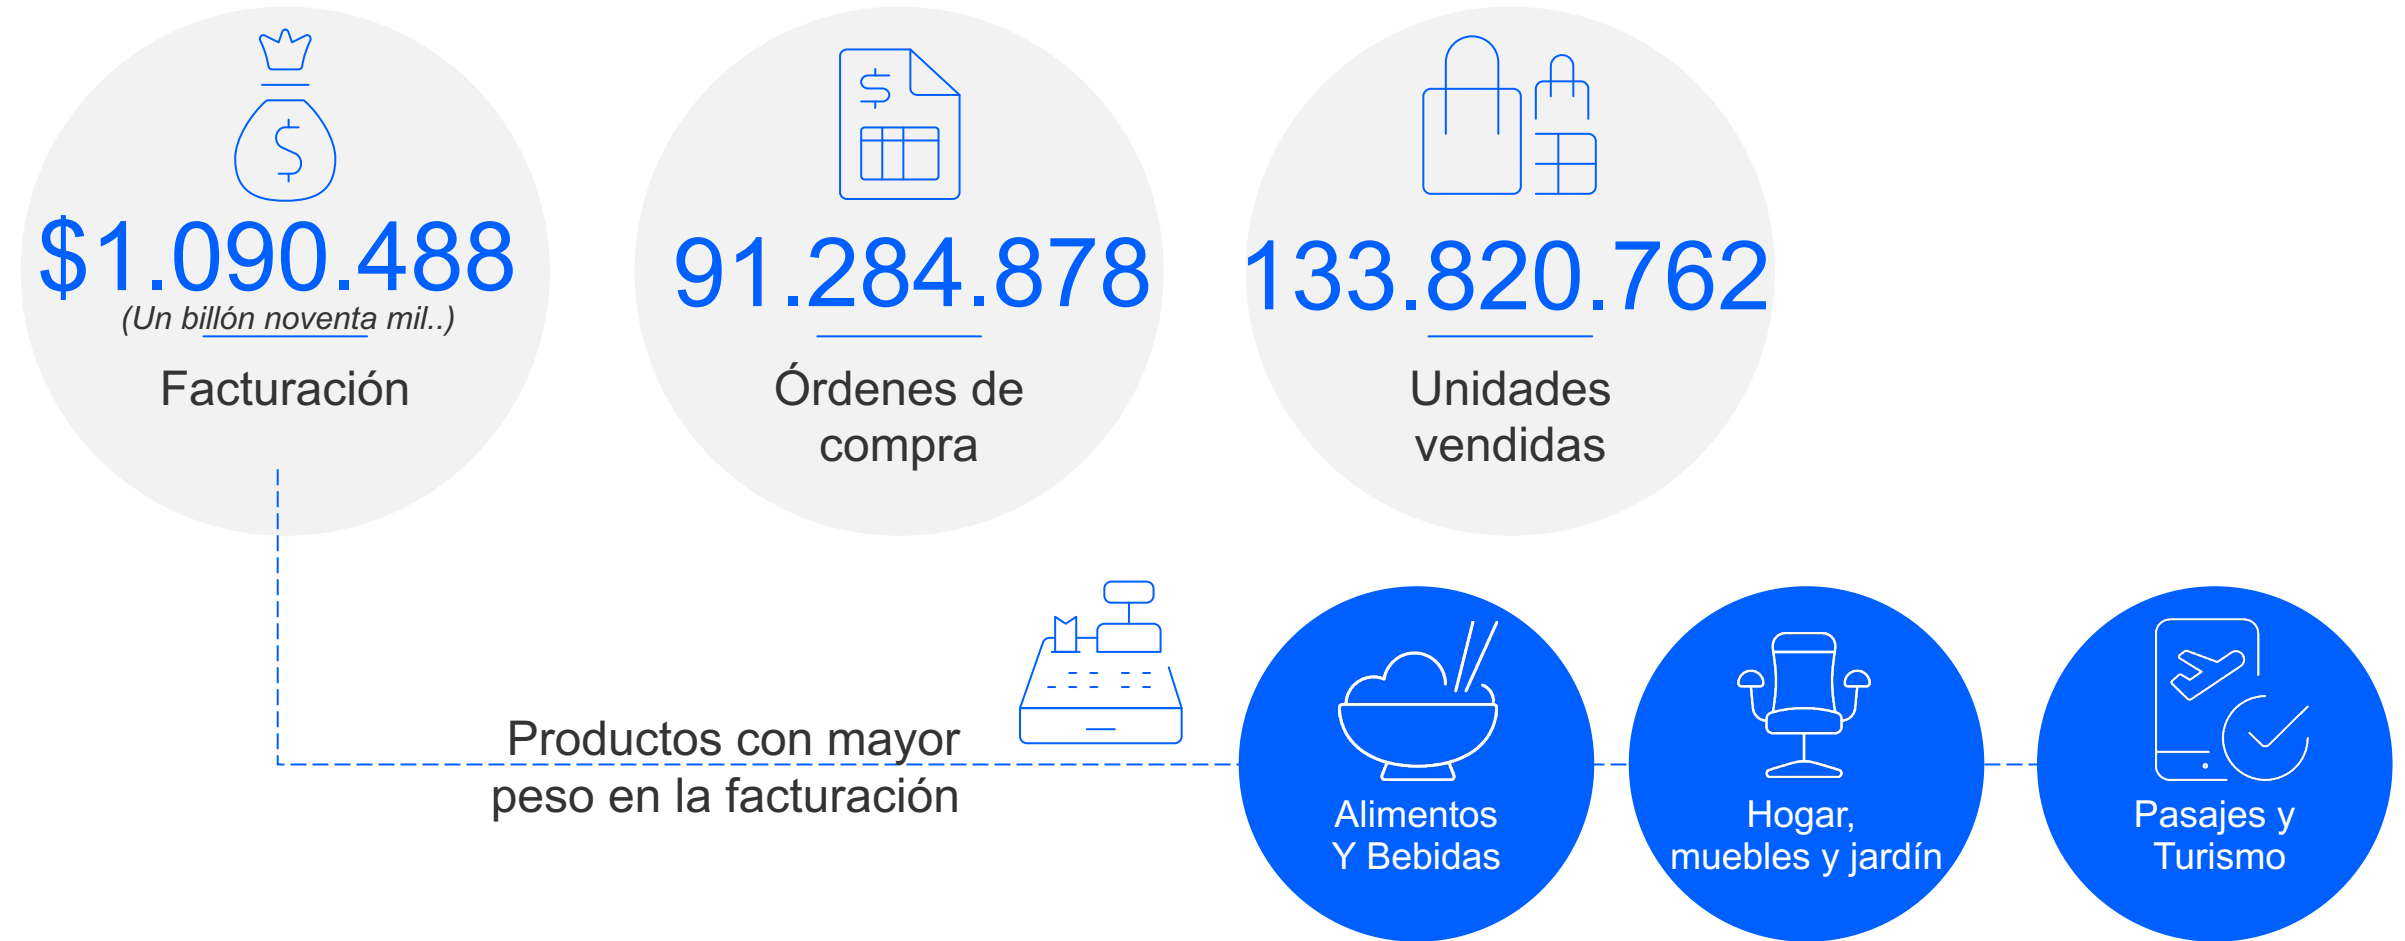 $1.090.488
(Un billón noventa mil..)
Facturación
91.284.878
Órdenes de
compra
133.820.762
Unidades
vendidas
Productos con mayor
peso en la facturación
Alimentos
Y Bebidas
Hogar,
muebles y jardín
Pasajes y
Turismo